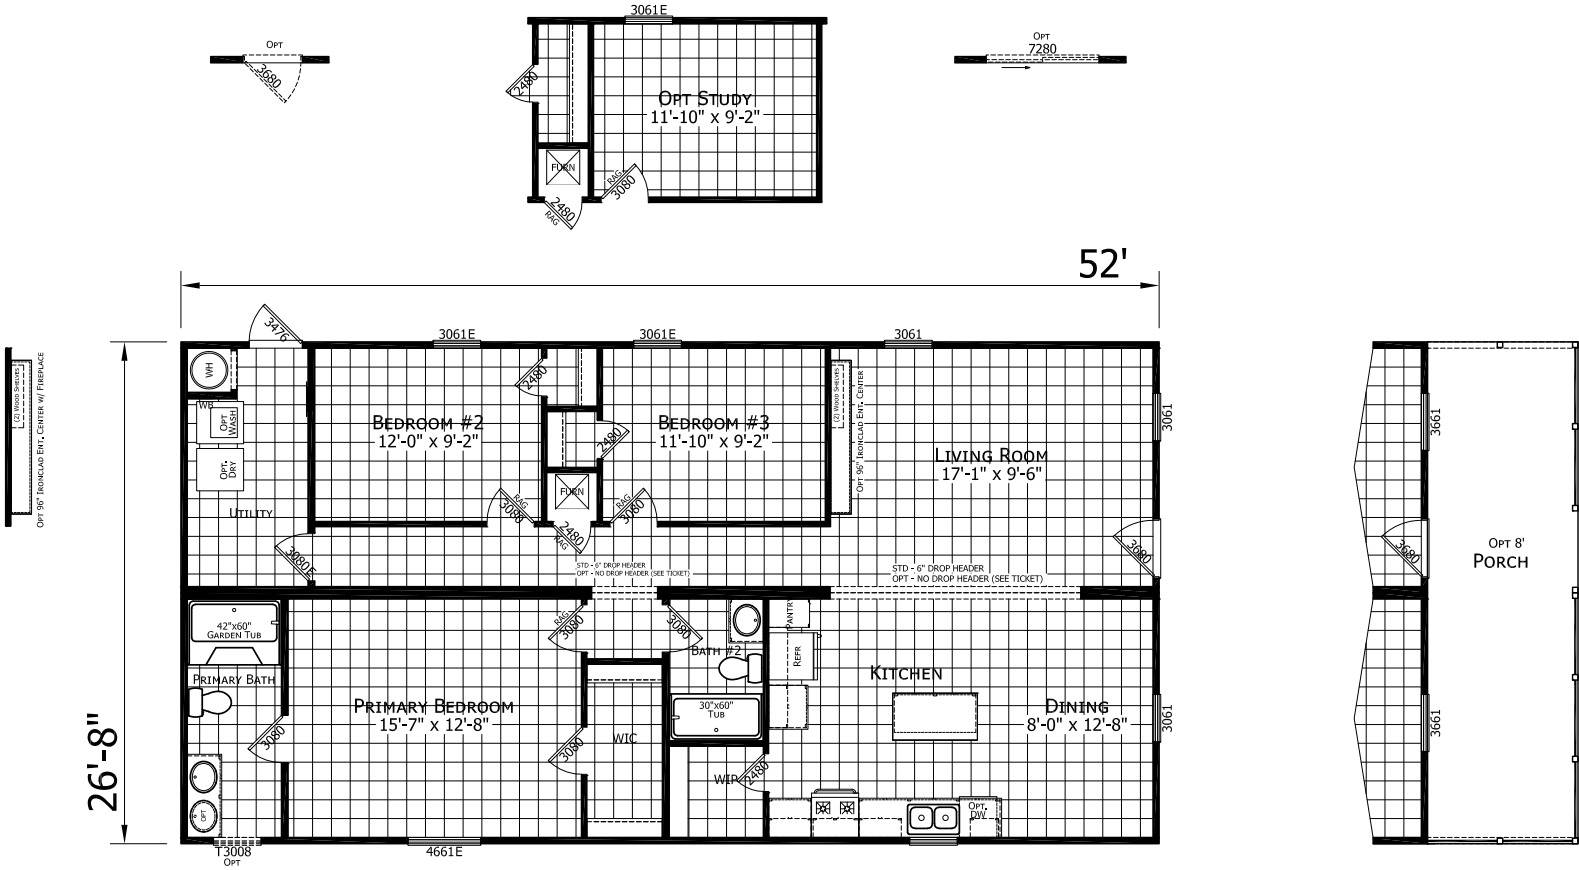 3061E
OPT
3680
2480
OPT STUDY
11'-10" x 9'-2"
FURN
RAG
3080
2480
RAG
OPT
7280
52'
3476
3061E
3061E
3061
(2) WOOD SHELVES
OPT 96" IRONCLAD ENT. CENTER W/ FIREPLACE
WH
WB
OPT
WASH
OPT.
DRY
UTILITY
3080E
BEDROOM #2
12'-0" x 9'-2"
2480
RAG
3080
2480
FURN
2480
RAG
BEDROOM #3
11'-10" x 9'-2"
RAG
3080
(2) WOOD SHELVES
OPT 96" IRONCLAD ENT. CENTER
LIVING ROOM
17'-1" x 9'-6"
3061
3680
STD - 6" DROP HEADER
OPT - NO DROP HEADER (SEE TICKET)
STD - 6" DROP HEADER
OPT - NO DROP HEADER (SEE TICKET)
26'-8"
42"x60"
GARDEN TUB
PRIMARY BATH
3080
OPT
T3008
OPT
PRIMARY BEDROOM
15'-7" x 12'-8"
4661E
RAG
3080
3080
WIC
3080
BATH #2
30"x60"
TUB
WIP
2480
PANTRY
REFR
KITCHEN
OPT.
DW
DINING
8'-0" x 12'-8"
3061
3661
3680
3661
OPT 8'
PORCH